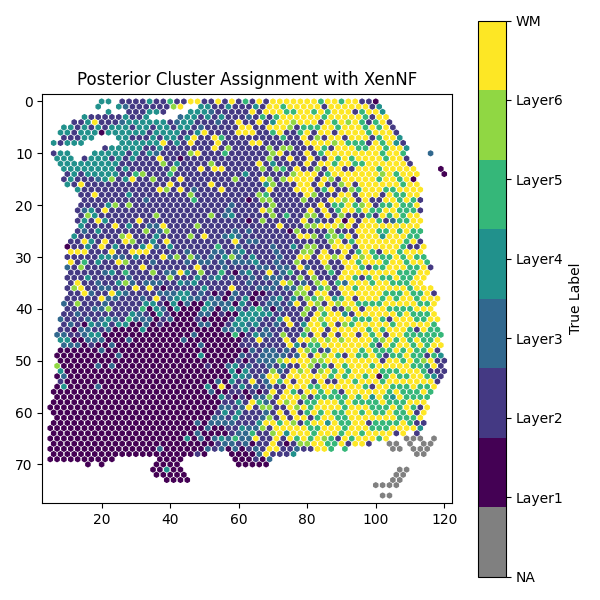 Posterior Cluster Assignment with XenNF
0
10
20
30
40
50
60
70
20
40
60
80
100
120
WM
Layer6
Layer5
Layer4
Layer3
Layer2
Layer1
NA
True Label